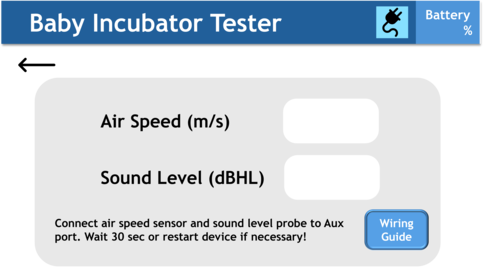 Baby Incubator Tester
Battery
%
Air Speed (m/s)
Sound Level (dBHL)
Connect air speed sensor and sound level probe to Aux
port. Wait 30 sec or restart device if necessary!
Wiring
Guide